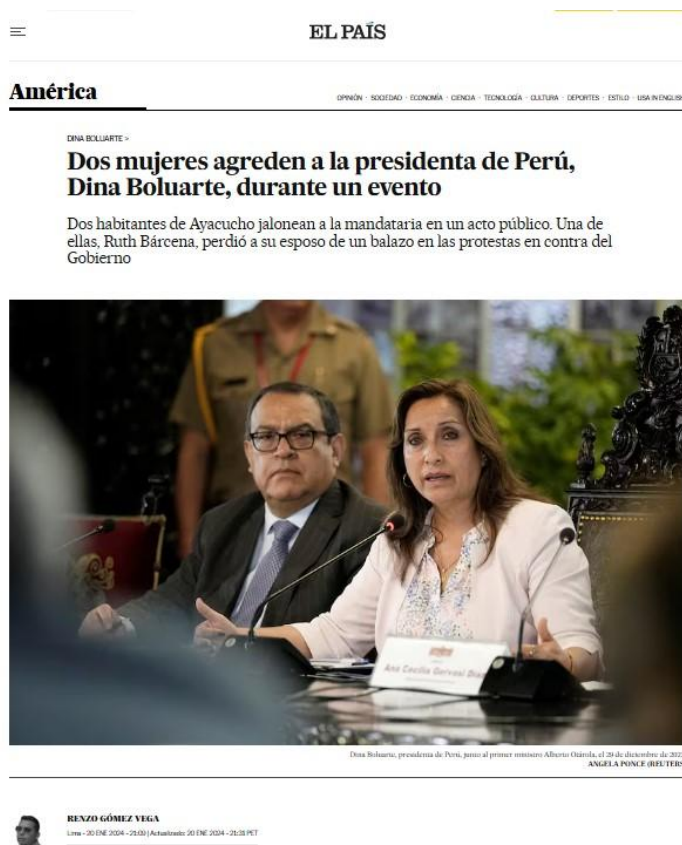 EL PAÍS
América
OPINIÓN · SOCIEDAD · ECONOMÍA · CIENCIA · TECNOLOGÍA · CULTURA · DEPORTES · ESTILO · USA IN ENGLISH
DINA BOLUARTE >
Dos mujeres agreden a la presidenta de Perú,
Dina Boluarte, durante un evento
Dos habitantes de Ayacucho jalonean a la mandataria en un acto público. Una de
ellas, Ruth Bárcena, perdió a su esposo de un balazo en las protestas en contra del
Gobierno
Ana Cecilia Gervasi Díaz
Dina Boluarte, presidenta de Perú, junto al primer ministro Alberto Otárola, el 20 de diciembre de
ANGELA PONCE (REUTERS
RENZO GÓMEZ VEGA
Lima - 20 ENE 2024 - 21:09 | Actualizado: 20 ENE 2024 - 21:31 PET